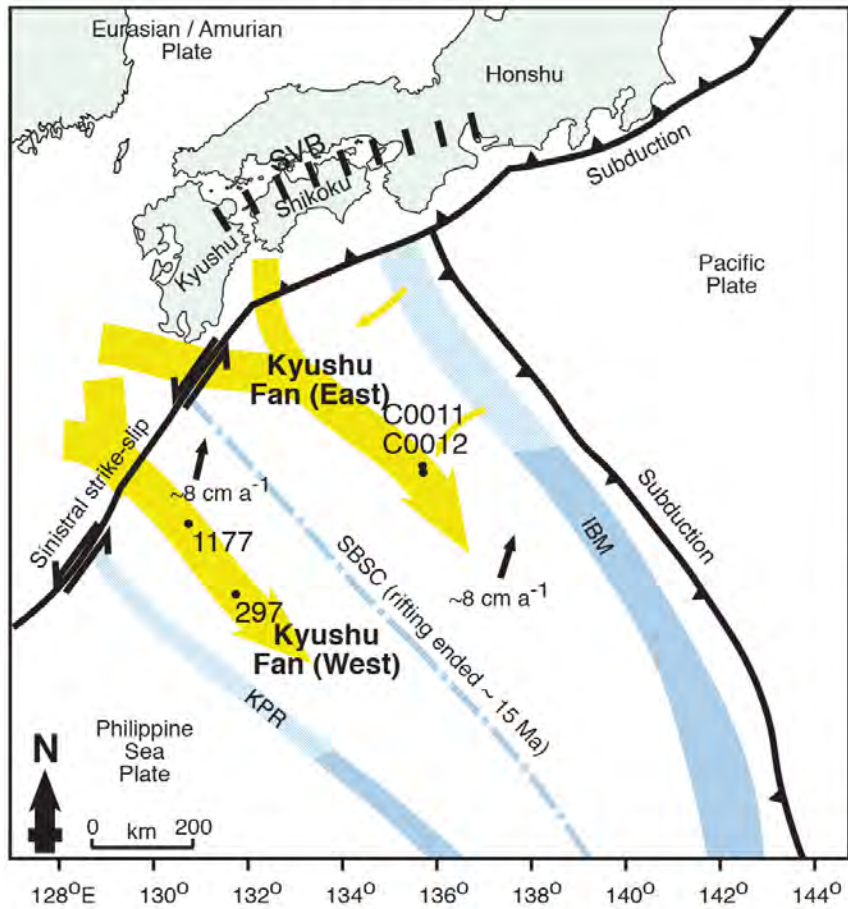 Eurasian / Amurian
Plate
Honshu
SVB
Shikoku
Kyushu
Subduction
Pacific
Plate
Kyushu
Fan (East)
C0011
C0012
Sinistral strike-slip
~8 cm a⁻¹
1177
Subduction
IBM
SBSC (rifting ended ~ 15 Ma)
~8 cm a⁻¹
297
Kyushu
Fan (West)
KPR
Philippine
Sea
Plate
N
0 km 200
128°E 130° 132° 134° 136° 138° 140° 142° 144°